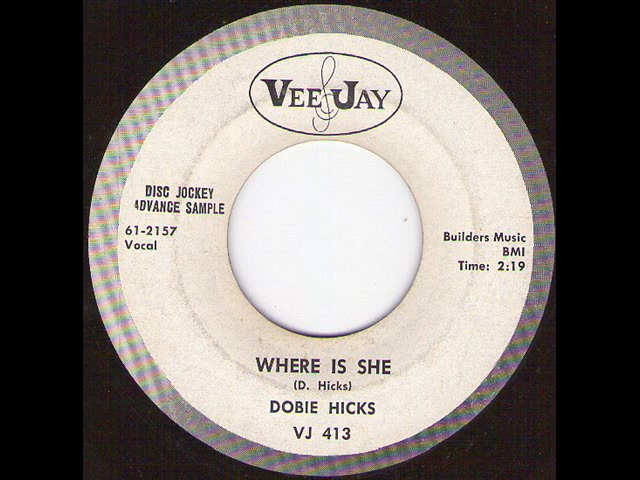 VEE JAY
DISC JOCKEY
ADVANCE SAMPLE
61-2157
Vocal
Builders Music
BMI
Time: 2:19
WHERE IS SHE
(D. Hicks)
DOBIE HICKS
VJ 413